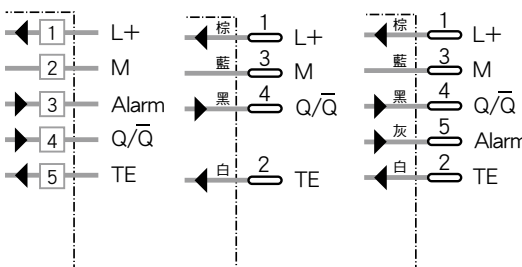 1 L+
2 M
3 Alarm
4 Q/Q̅
5 TE
棕 1 L+
藍 3 M
黑 4 Q/Q̅
白 2 TE
棕 1 L+
藍 3 M
黑 4 Q/Q̅
灰 5 Alarm
白 2 TE